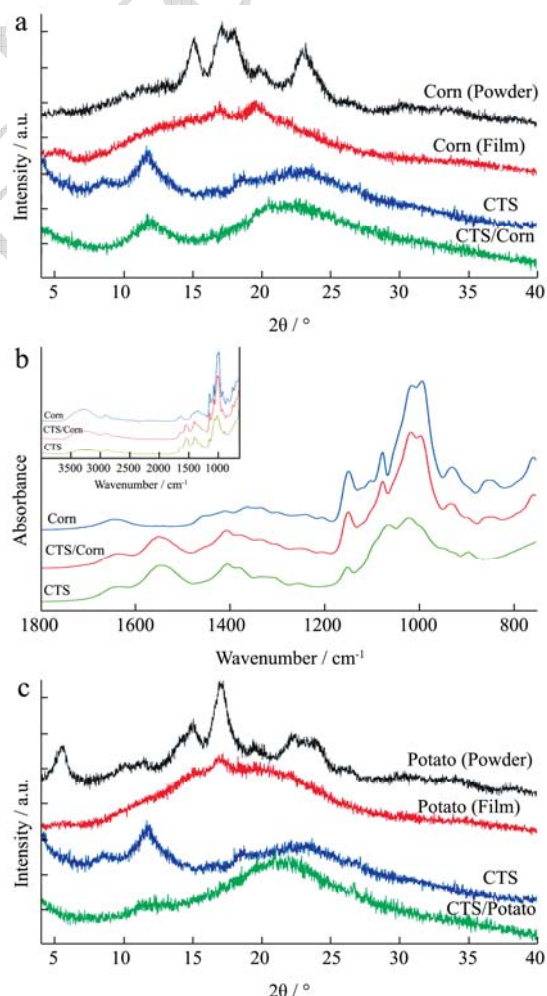 a
Corn (Powder)
Corn (Film)
CTS
CTS/Corn
Intensity / a.u.
5 10 15 20 25 30 35 40
2θ / °
b
Corn
CTS/Corn
CTS
3500 3000 2500 2000 1500 1000
Wavenumber / cm⁻¹
Absorbance
Corn
CTS/Corn
CTS
1800 1600 1400 1200 1000 800
Wavenumber / cm⁻¹
c
Potato (Powder)
Potato (Film)
CTS
CTS/Potato
Intensity / a.u.
5 10 15 20 25 30 35 40
2θ / °